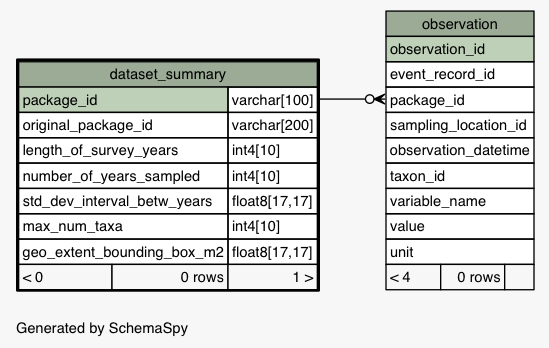 dataset_summary
package_id varchar[100]
original_package_id varchar[200]
length_of_survey_years int4[10]
number_of_years_sampled int4[10]
std_dev_interval_betw_years float8[17,17]
max_num_taxa int4[10]
geo_extent_bounding_box_m2 float8[17,17]
< 0 0 rows 1 >
observation
observation_id
event_record_id
package_id
sampling_location_id
observation_datetime
taxon_id
variable_name
value
unit
< 4 0 rows
Generated by SchemaSpy